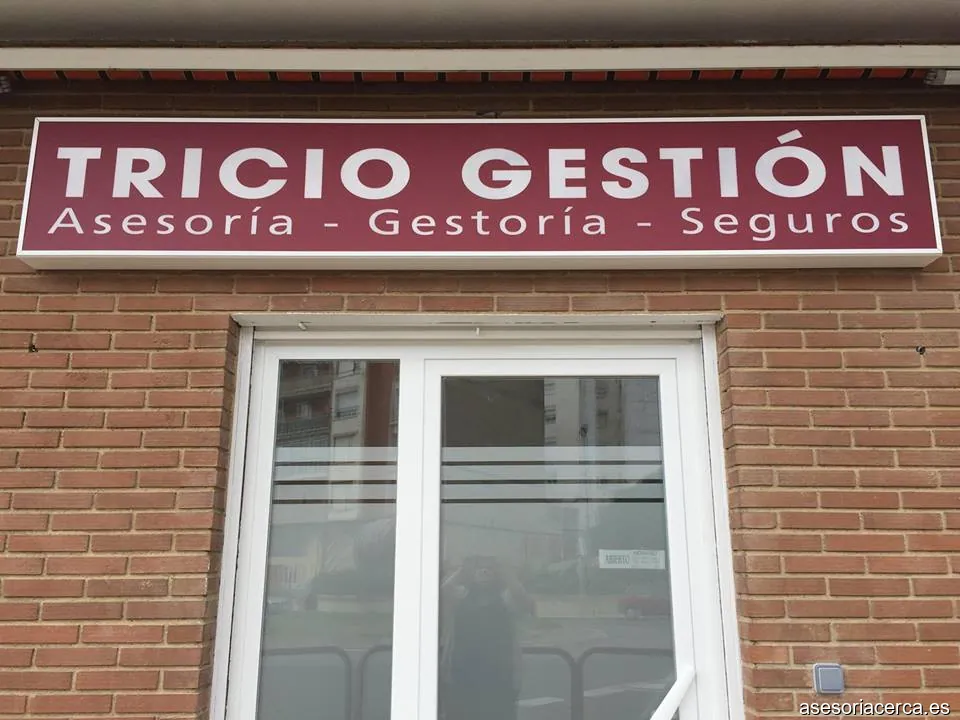 TRICIO GESTIÓN
Asesoría - Gestoría - Seguros
ABIERTO
asesoriacerca.es